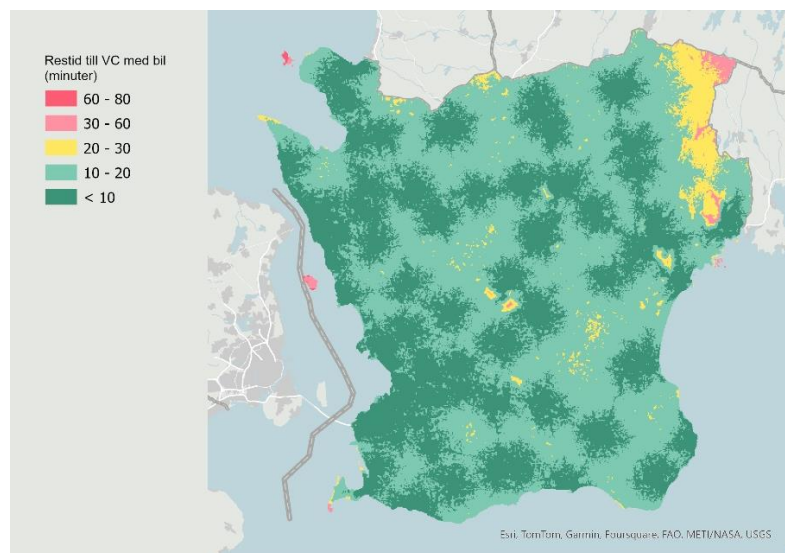 Restid till VC med bil
(minuter)
60 - 80
30 - 60
20 - 30
10 - 20
< 10
Esri, TomTom, Garmin, Foursquare, FAO, METI/NASA, USGS